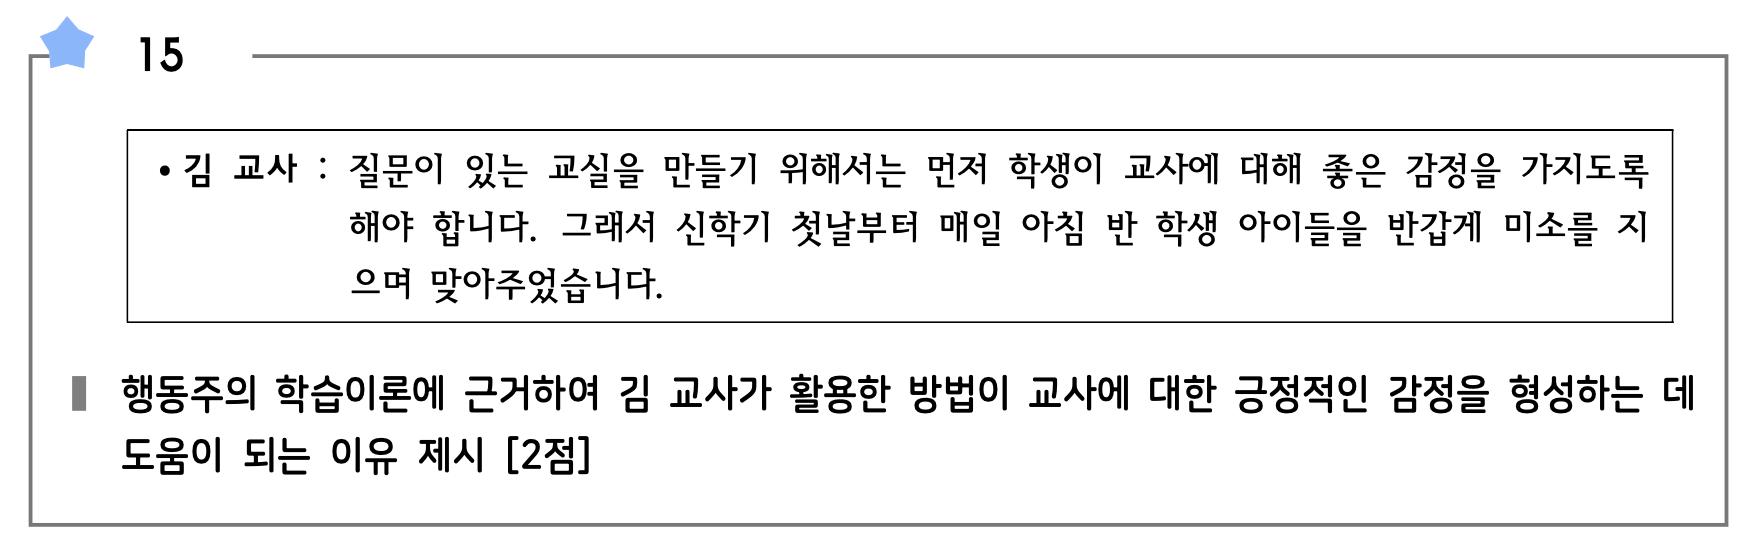 15
• 김 교사 : 질문이 있는 교실을 만들기 위해서는 먼저 학생이 교사에 대해 좋은 감정을 가지도록
해야 합니다. 그래서 신학기 첫날부터 매일 아침 반 학생 아이들을 반갑게 미소를 지
으며 맞아주었습니다.
행동주의 학습이론에 근거하여 김 교사가 활용한 방법이 교사에 대한 긍정적인 감정을 형성하는 데
도움이 되는 이유 제시 [2점]